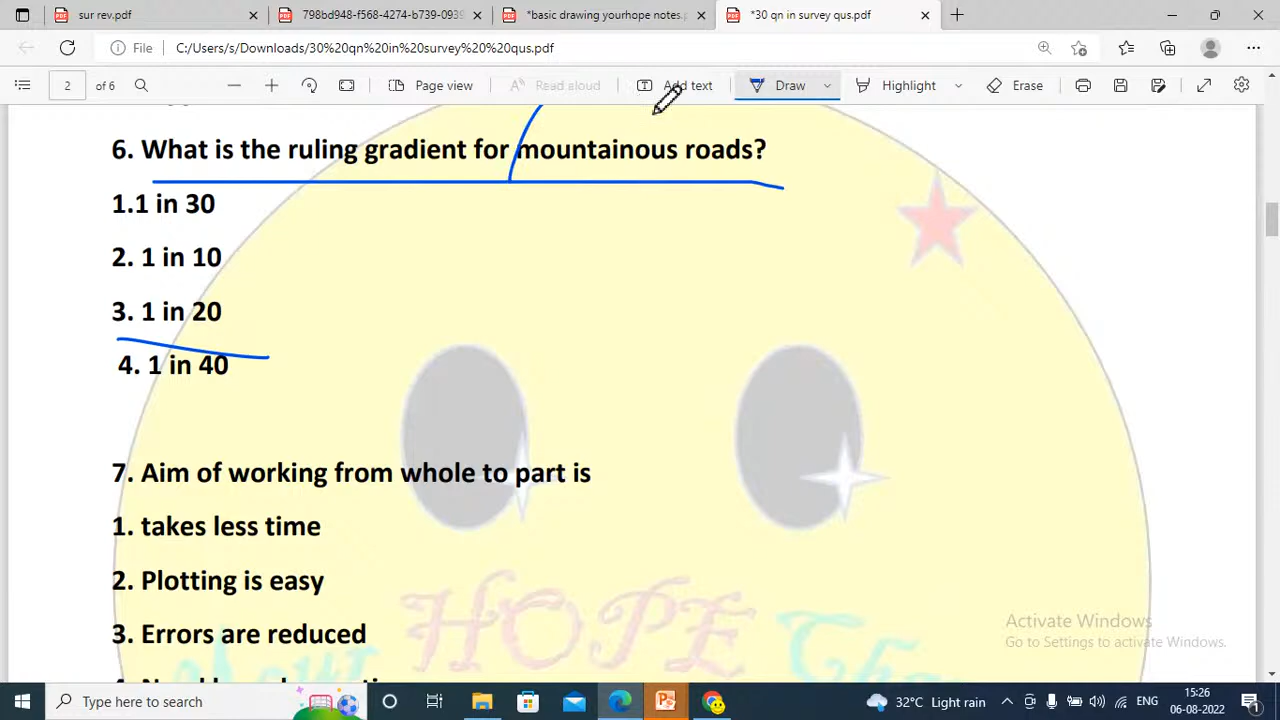 sur rev.pdf
798bd948-f568-4274-b739-0939
*basic drawing yourhope notes.p
*30 qn in survey qus.pdf
File
C:/Users/s/Downloads/30%20qn%20in%20survey%20%20qus.pdf
2
of 6
Page view
Read aloud
Add text
Draw
Highlight
Erase
6. What is the ruling gradient for mountainous roads?
1.1 in 30
2. 1 in 10
3. 1 in 20
4. 1 in 40
7. Aim of working from whole to part is
1. takes less time
2. Plotting is easy
3. Errors are reduced
Your HOPE
Activate Windows
Go to Settings to activate Windows.
Type here to search
32°C Light rain
ENG
15:26
06-08-2022
1